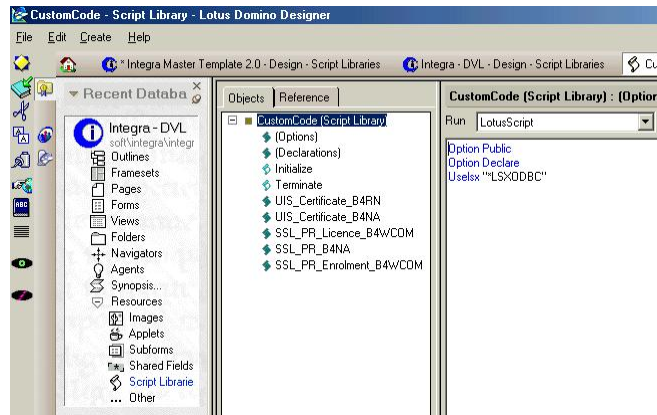 CustomCode - Script Library - Lotus Domino Designer
File Edit Create Help
* Integra Master Template 2.0 - Design - Script Libraries
Integra - DVL - Design - Script Libraries
Cu
Recent Databa
Integra - DVL
soft\integra\integr
Outlines
Framesets
Pages
Forms
Views
Folders
Navigators
Agents
Synopsis...
Resources
Images
Applets
Subforms
Shared Fields
Script Librarie
... Other
ABC
Objects Reference
CustomCode (Script Library)
(Options)
(Declarations)
Initialize
Terminate
UIS_Certificate_B4RN
UIS_Certificate_B4NA
SSL_PR_Licence_B4WCOM
SSL_PR_B4NA
SSL_PR_Enrolment_B4WCOM
CustomCode (Script Library) : (Option
Run LotusScript
Option Public
Option Declare
Uselsx "*LSXODBC"